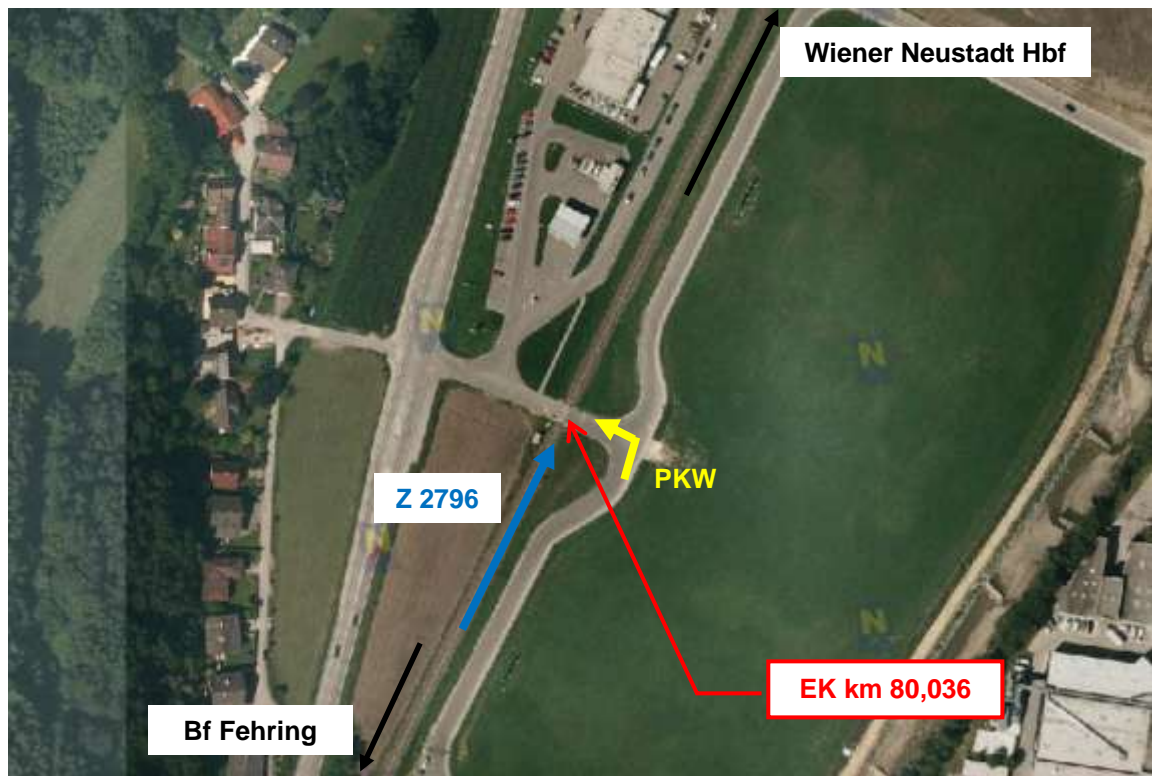 Wiener Neustadt Hbf
Z 2796
PKW
EK km 80,036
Bf Fehring
N
N
N
N